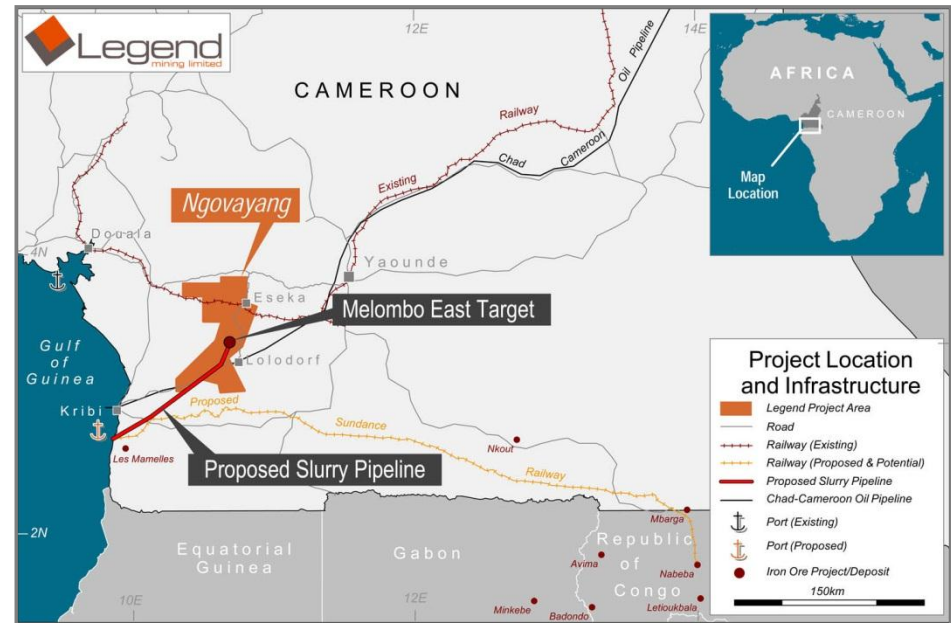 Legend
mining limited
12E
14E
CAMEROON
Oil Pipeline
Railway
Chad
Cameroon
Existing
AFRICA
CAMEROON
Map
Location
Ngovayang
Douala
4N
Yaounde
Eseka
Melombo East Target
Gulf
of
Guinea
Lolodorf
Kribi
Proposed
Sundance
Railway
Nkout
Les Mamelles
Proposed Slurry Pipeline
Mbarga
2N
Equatorial
Guinea
Gabon
Republic
of
Congo
Avima
Nabeba
Minkebe
Badondo
Letioukbala
10E
12E
Project Location
and Infrastructure
Legend Project Area
Road
Railway (Existing)
Railway (Proposed & Potential)
Proposed Slurry Pipeline
Chad-Cameroon Oil Pipeline
Port (Existing)
Port (Proposed)
Iron Ore Project/Deposit
150km